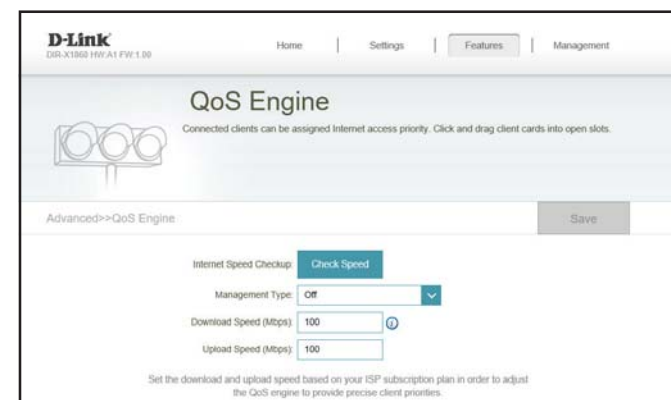 D-Link
DIR-X1860 HW:A1 FW:1.00
Home | Settings | Features | Management
QoS Engine
Connected clients can be assigned Internet access priority. Click and drag client cards into open slots.
Advanced>>QoS Engine
Save
Internet Speed Checkup: Check Speed
Management Type: Off
Download Speed (Mbps): 100
Upload Speed (Mbps): 100
Set the download and upload speed based on your ISP subscription plan in order to adjust
the QoS engine to provide precise client priorities.